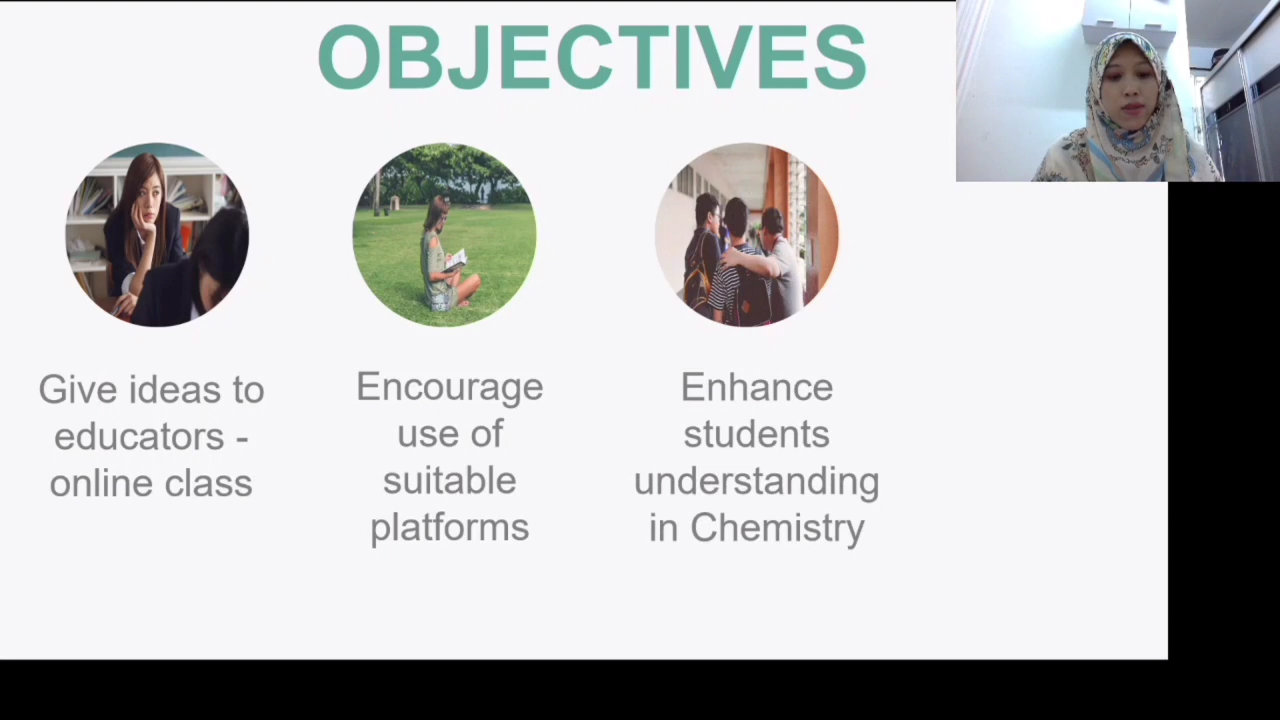 OBJECTIVES
Give ideas to
educators -
online class
Encourage
use of
suitable
platforms
Enhance
students
understanding
in Chemistry